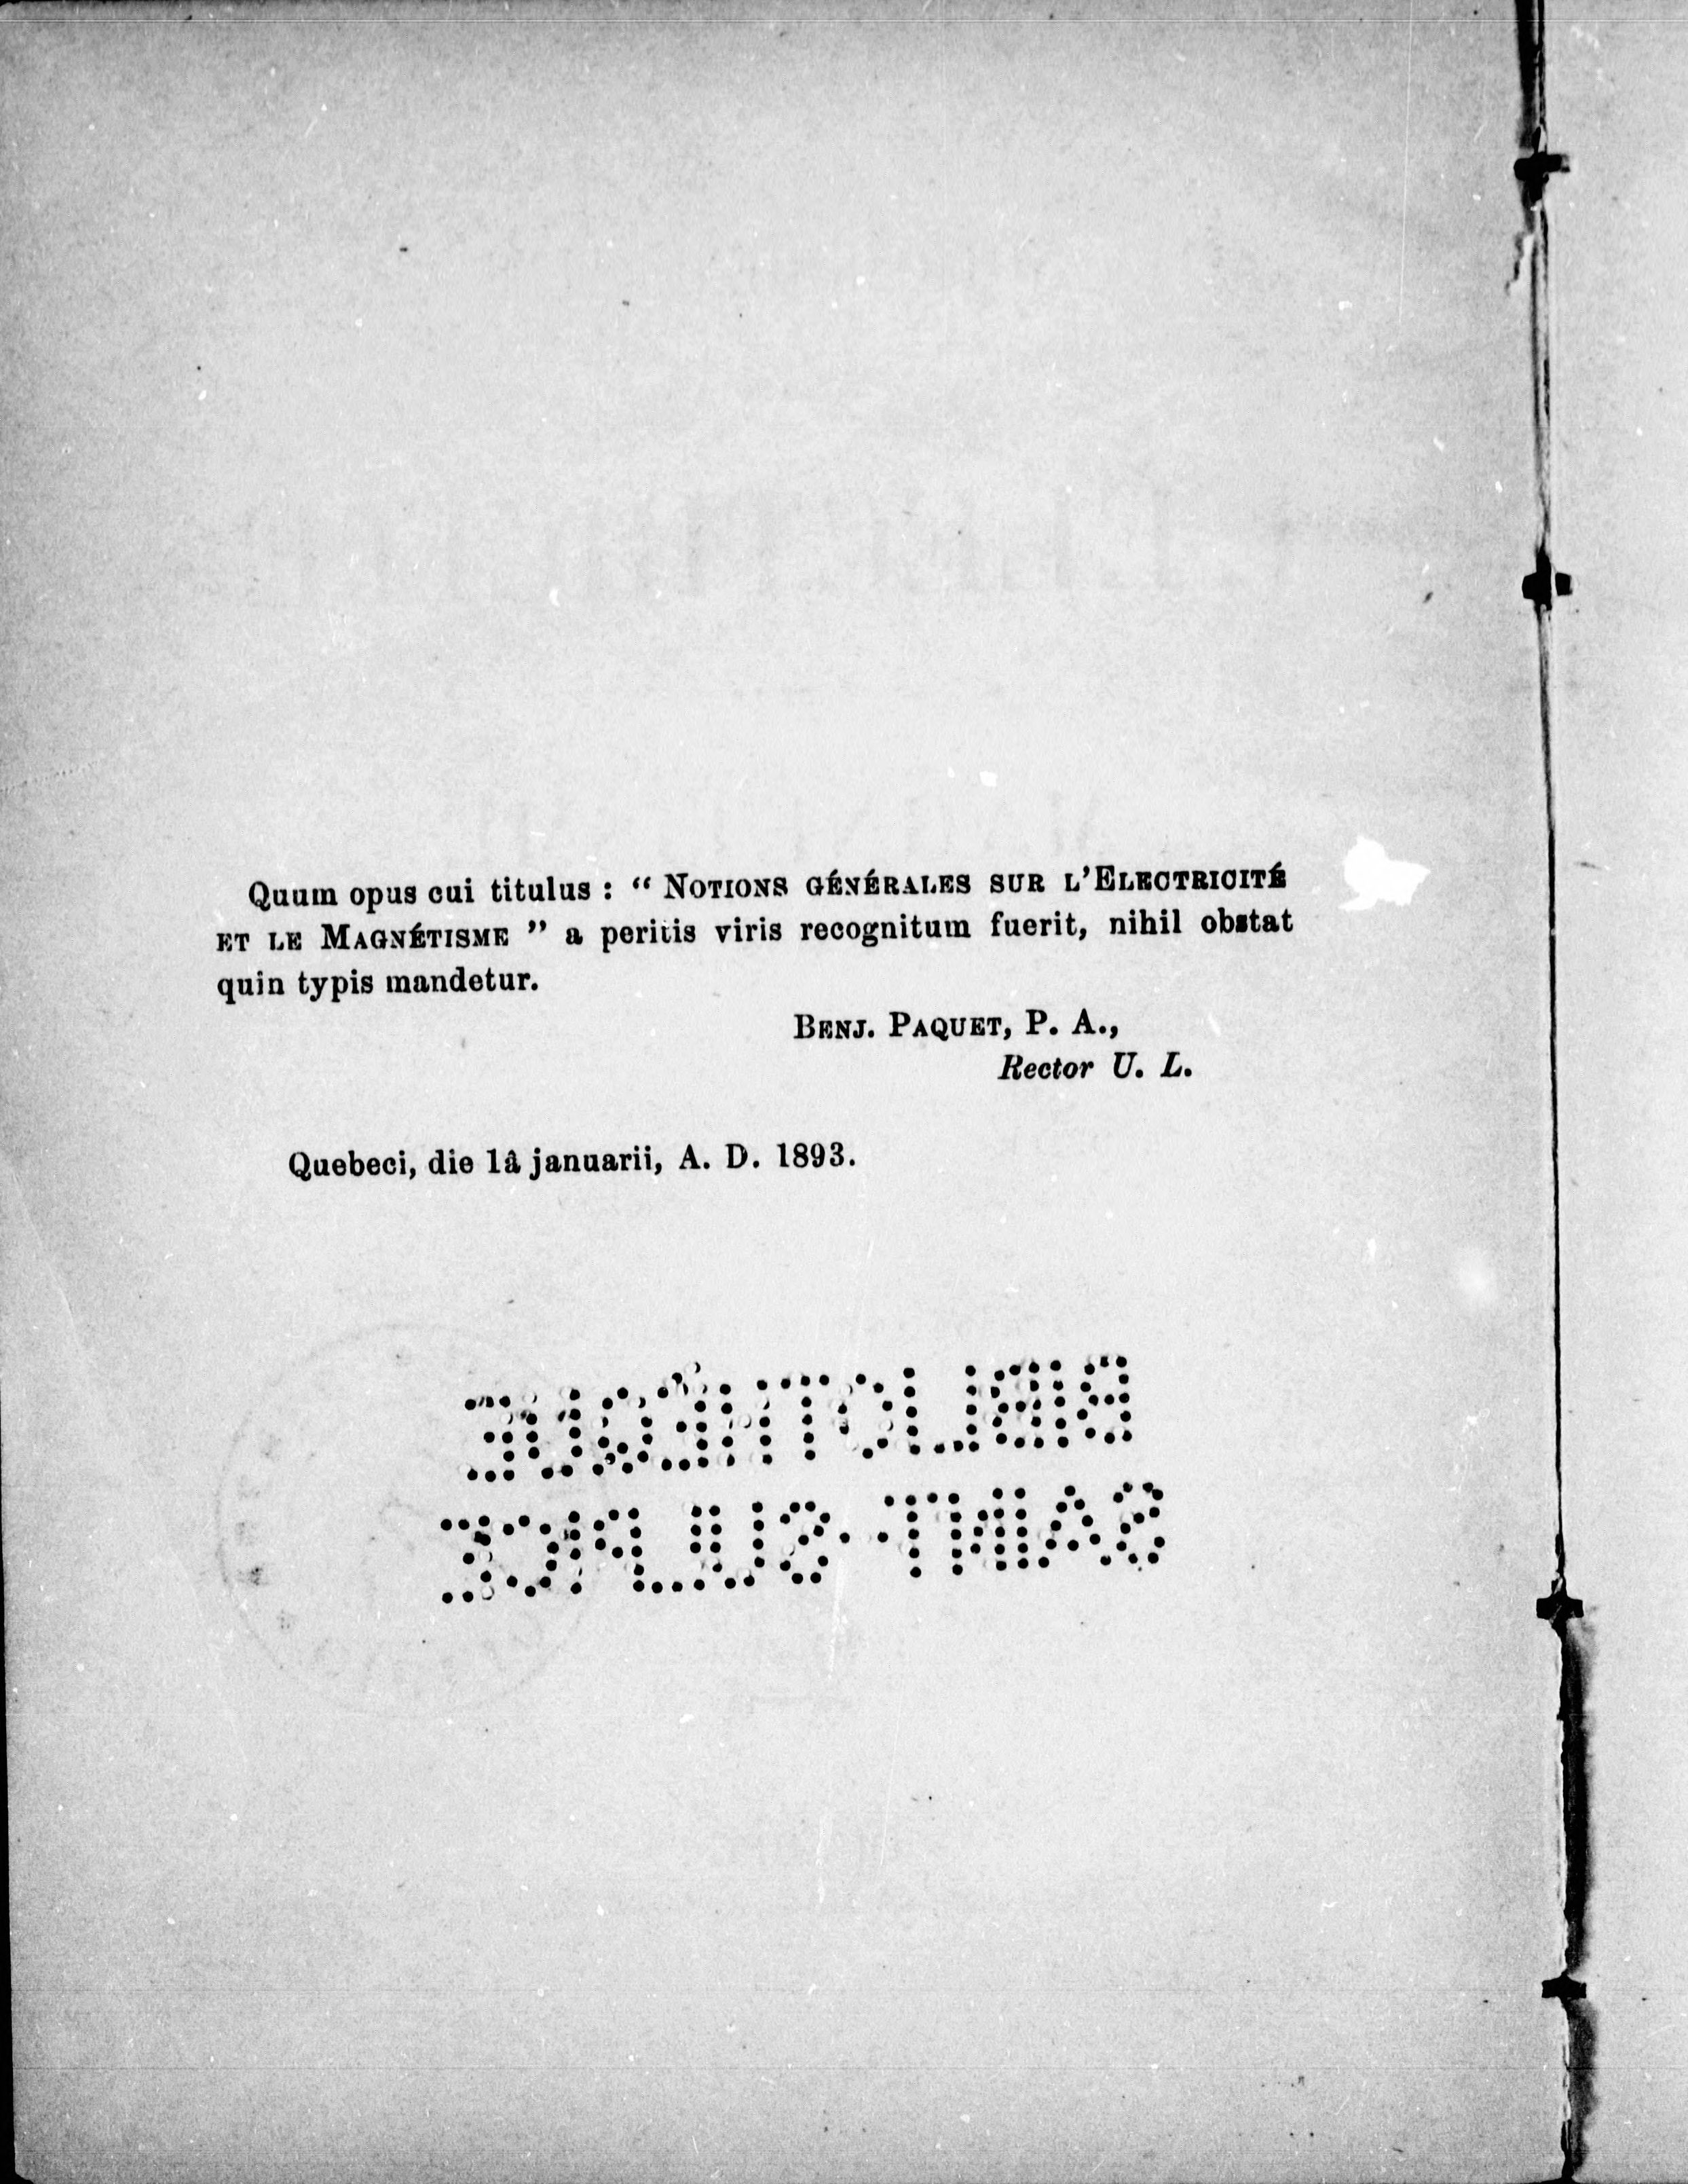 Quum opus cui titulus : “ Notions générales sur l’Electricité
et le Magnétisme ” a peritis viris recognitum fuerit, nihil obstat
quin typis mandetur.
Benj. Paquet, P. A.,
Rector U. L.
Quebeci, die 1â januarii, A. D. 1893.
BIBLIOTHÈQUE
SAINT-SULPICE